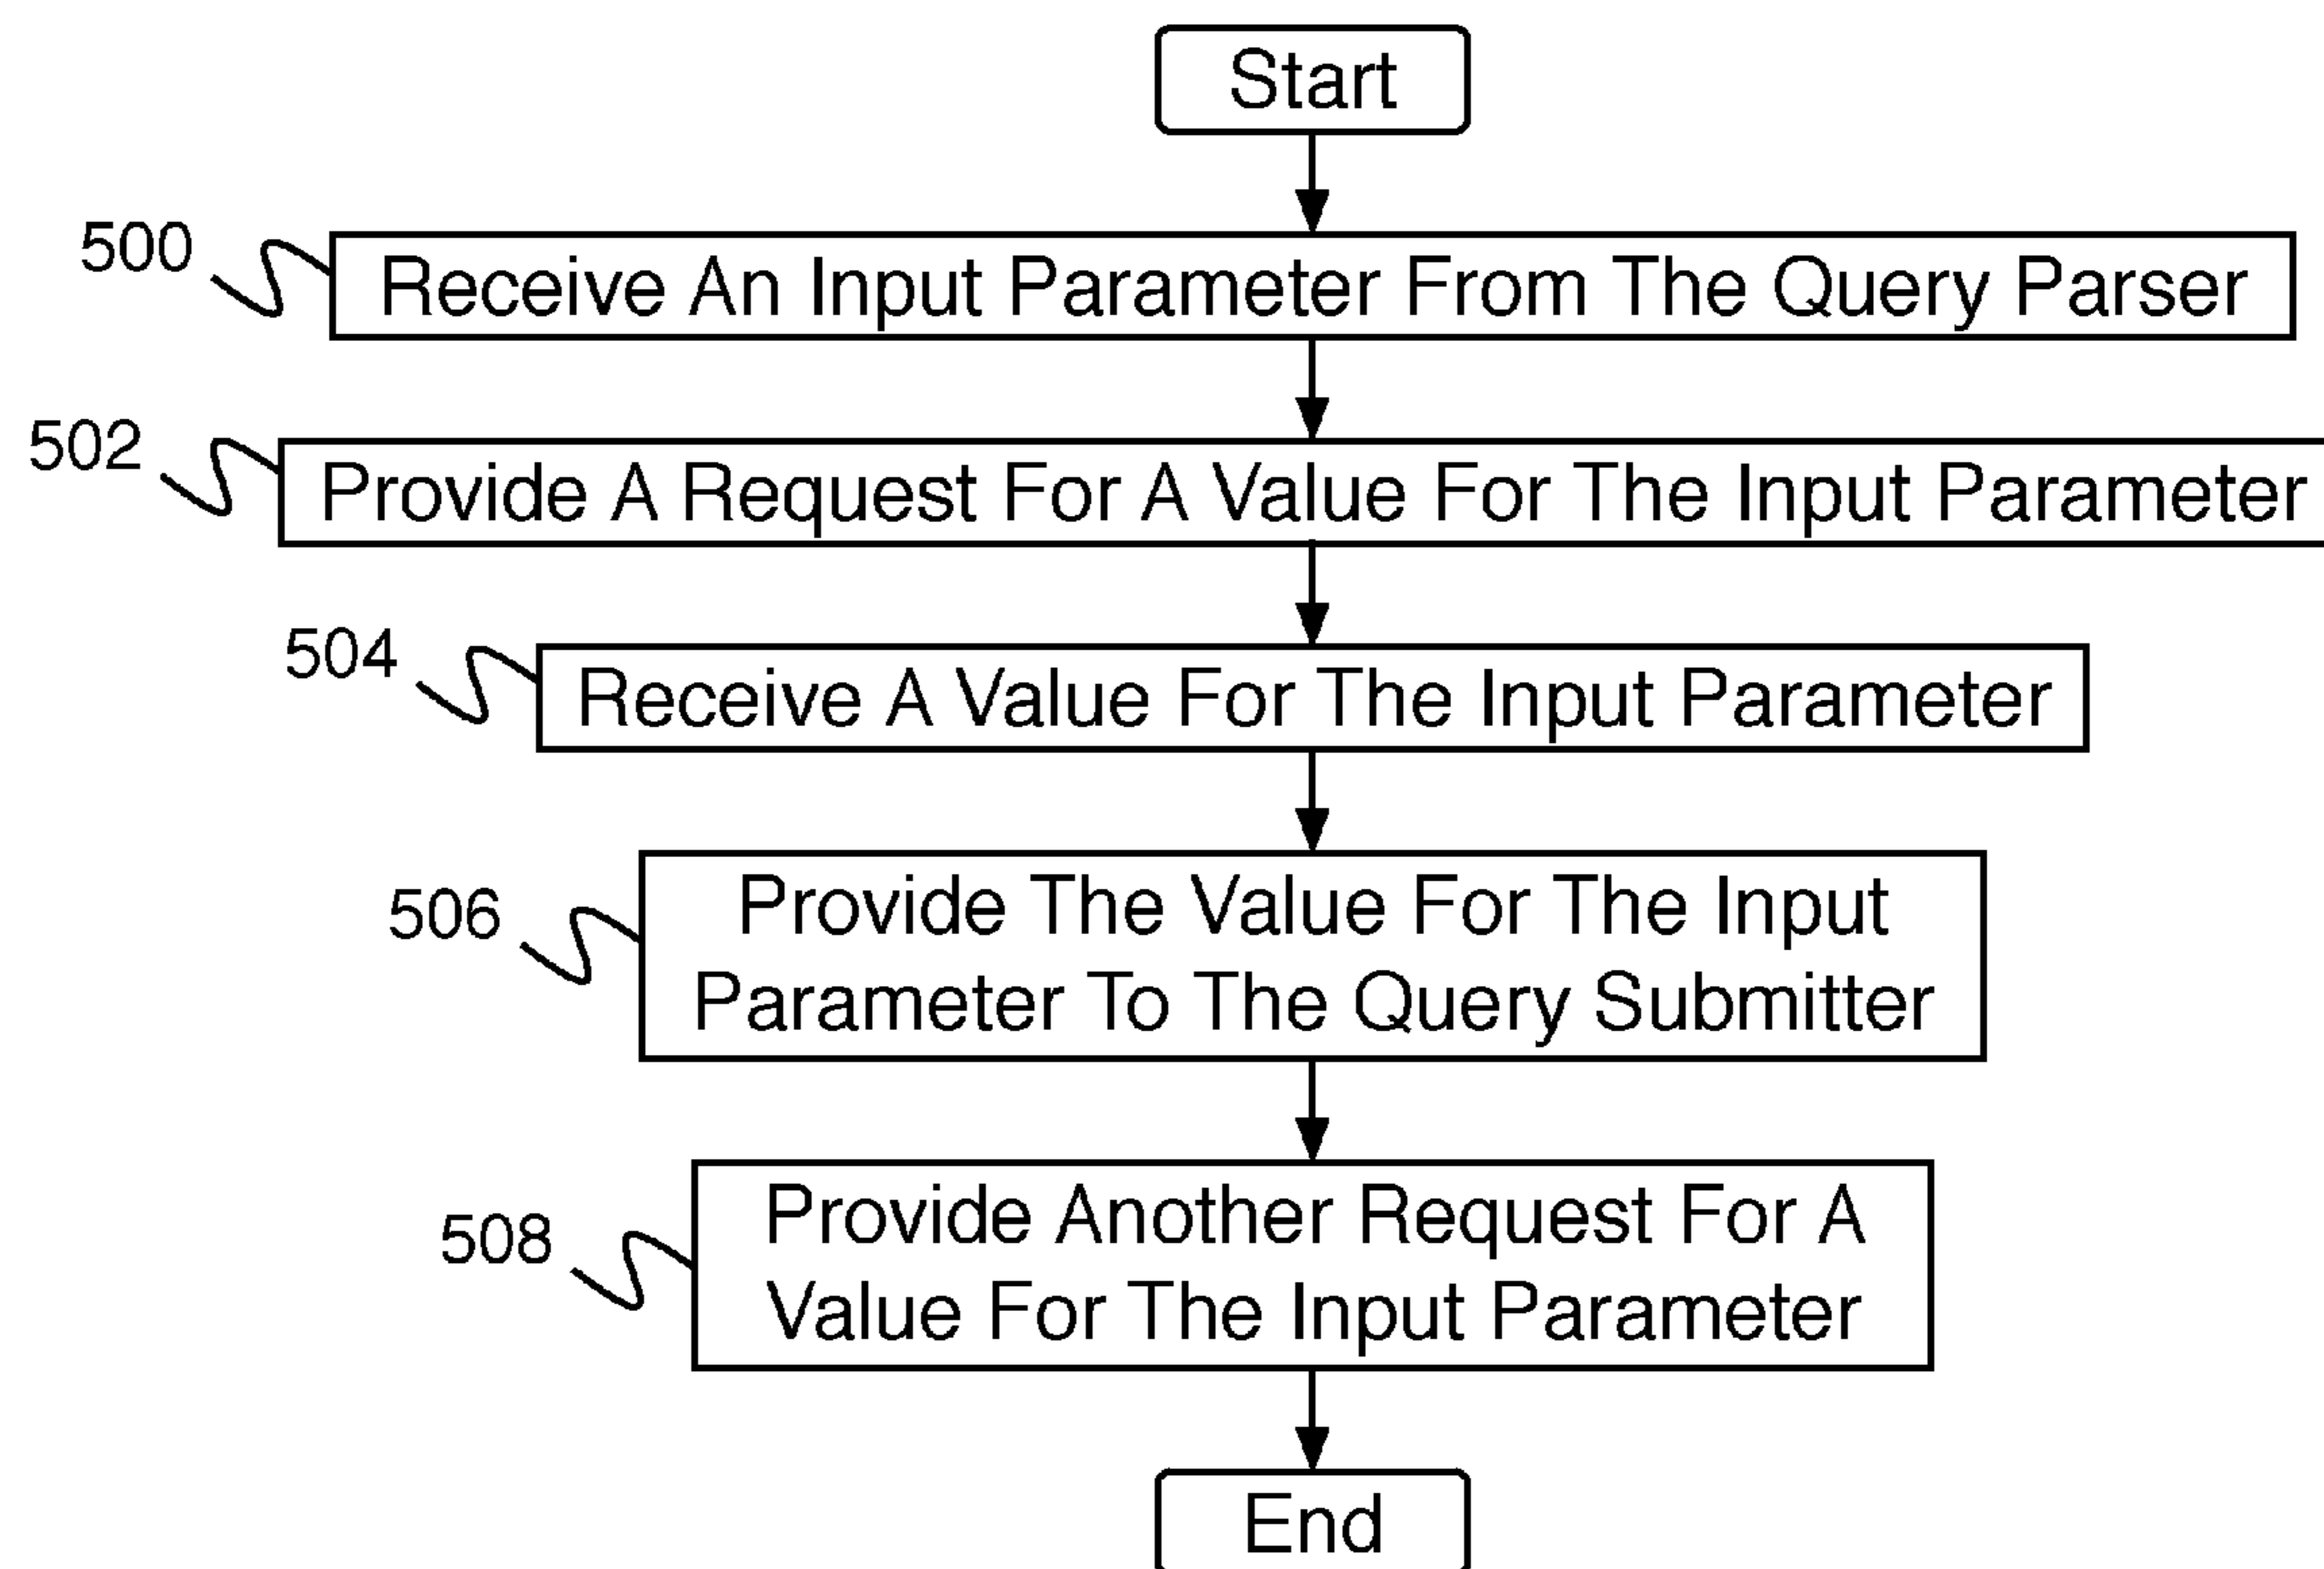 Start
500
Receive An Input Parameter From The Query Parser
502
Provide A Request For A Value For The Input Parameter
504
Receive A Value For The Input Parameter
506
Provide The Value For The Input
Parameter To The Query Submitter
508
Provide Another Request For A
Value For The Input Parameter
End